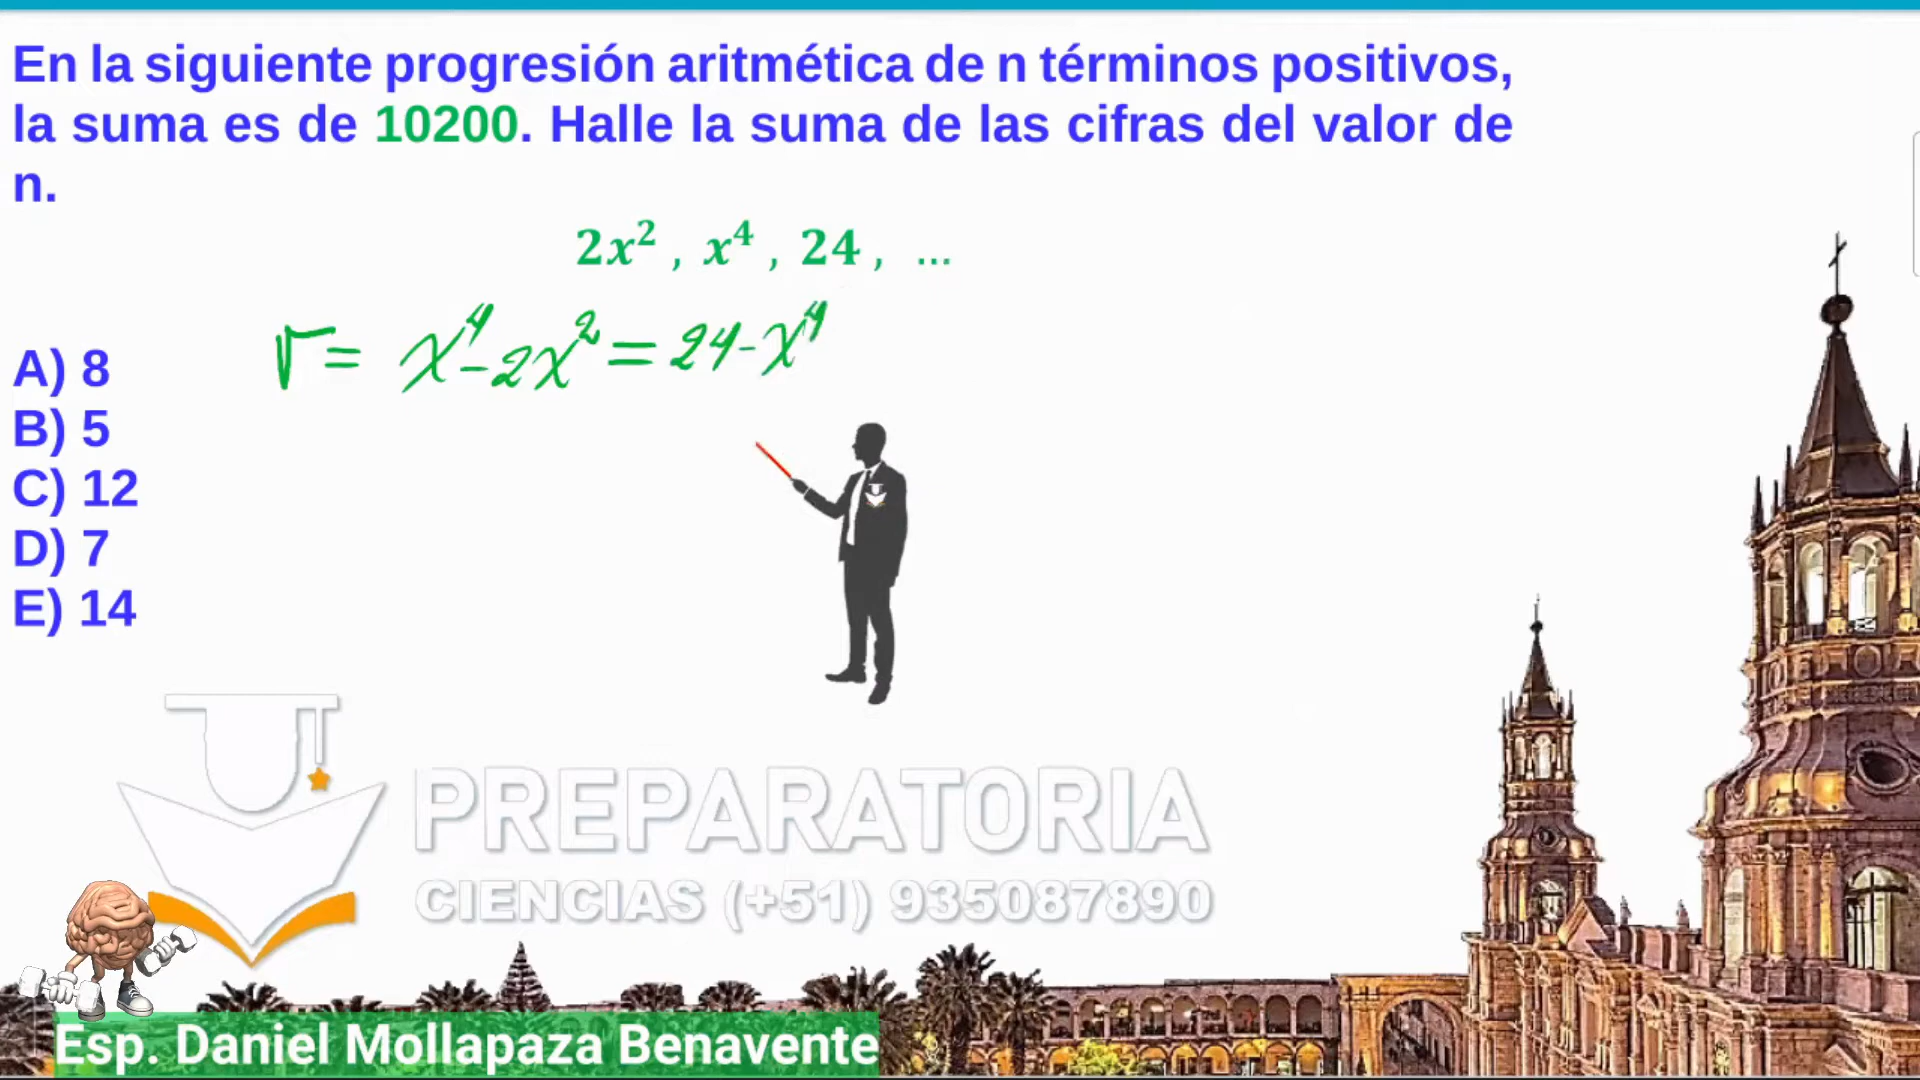 En la siguiente progresión aritmética de n términos positivos,
la suma es de 10200. Halle la suma de las cifras del valor de
n.
2x² , x⁴ , 24 , ...
r = x⁴ - 2x² = 24 - x⁴
A) 8
B) 5
C) 12
D) 7
E) 14
PREPARATORIA
CIENCIAS (+51) 935087890
Esp. Daniel Mollapaza Benavente